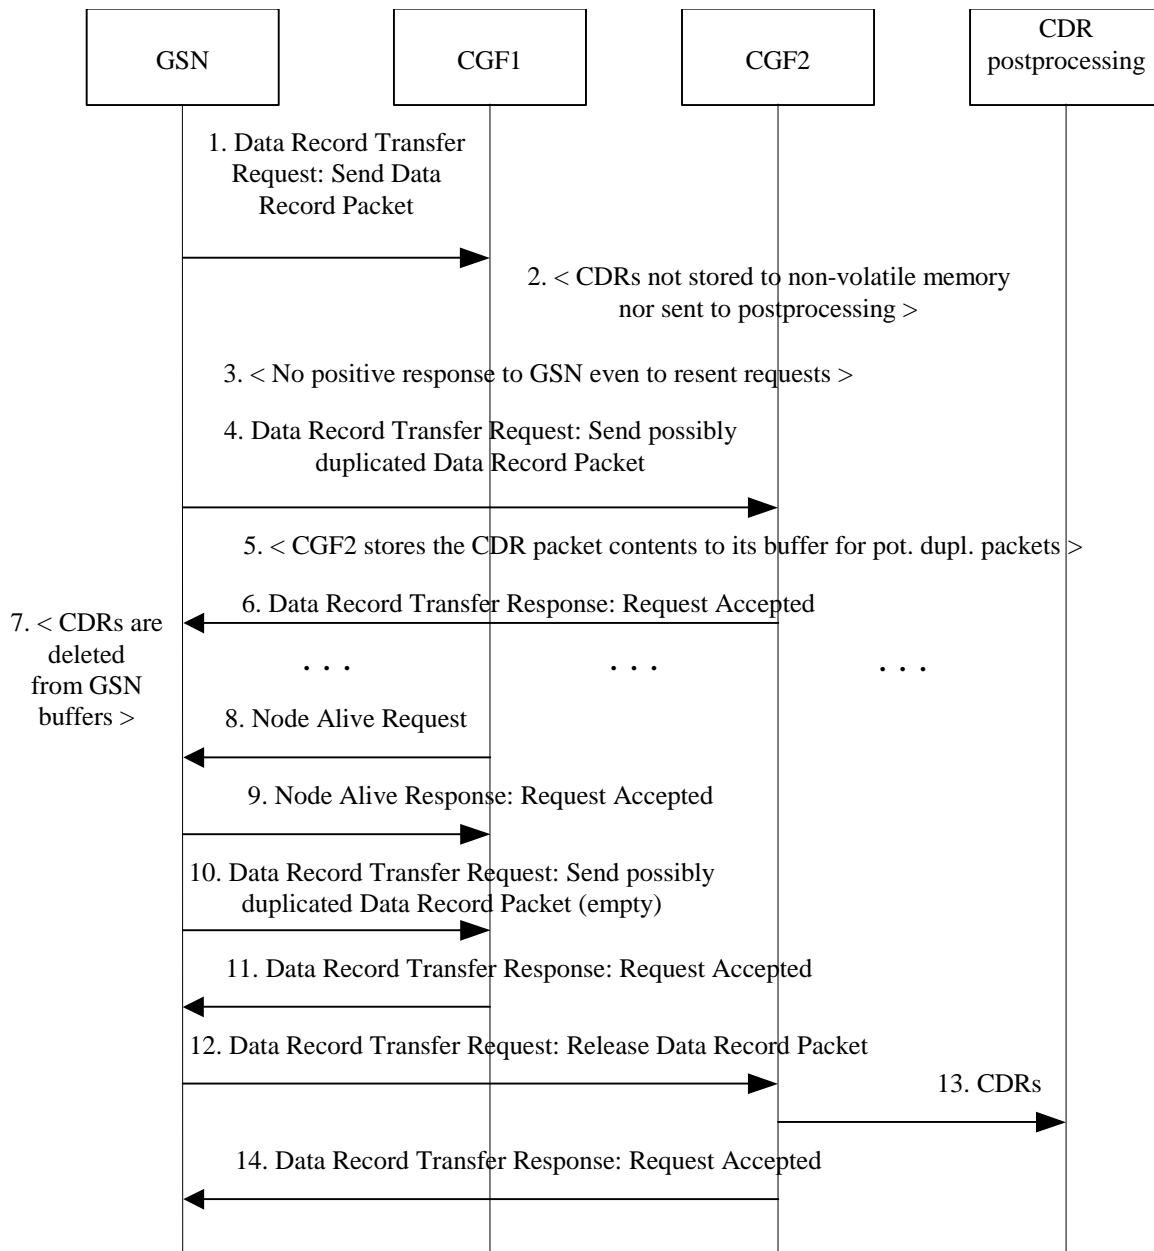 GSN
CGF1
CGF2
CDR
postprocessing
1. Data Record Transfer
Request: Send Data
Record Packet
2. < CDRs not stored to non-volatile memory
nor sent to postprocessing >
3. < No positive response to GSN even to resent requests >
4. Data Record Transfer Request: Send possibly
duplicated Data Record Packet
5. < CGF2 stores the CDR packet contents to its buffer for pot. dupl. packets >
6. Data Record Transfer Response: Request Accepted
7. < CDRs are
deleted
from GSN
buffers >
. . .
. . .
. . .
8. Node Alive Request
9. Node Alive Response: Request Accepted
10. Data Record Transfer Request: Send possibly
duplicated Data Record Packet (empty)
11. Data Record Transfer Response: Request Accepted
12. Data Record Transfer Request: Release Data Record Packet
13. CDRs
14. Data Record Transfer Response: Request Accepted